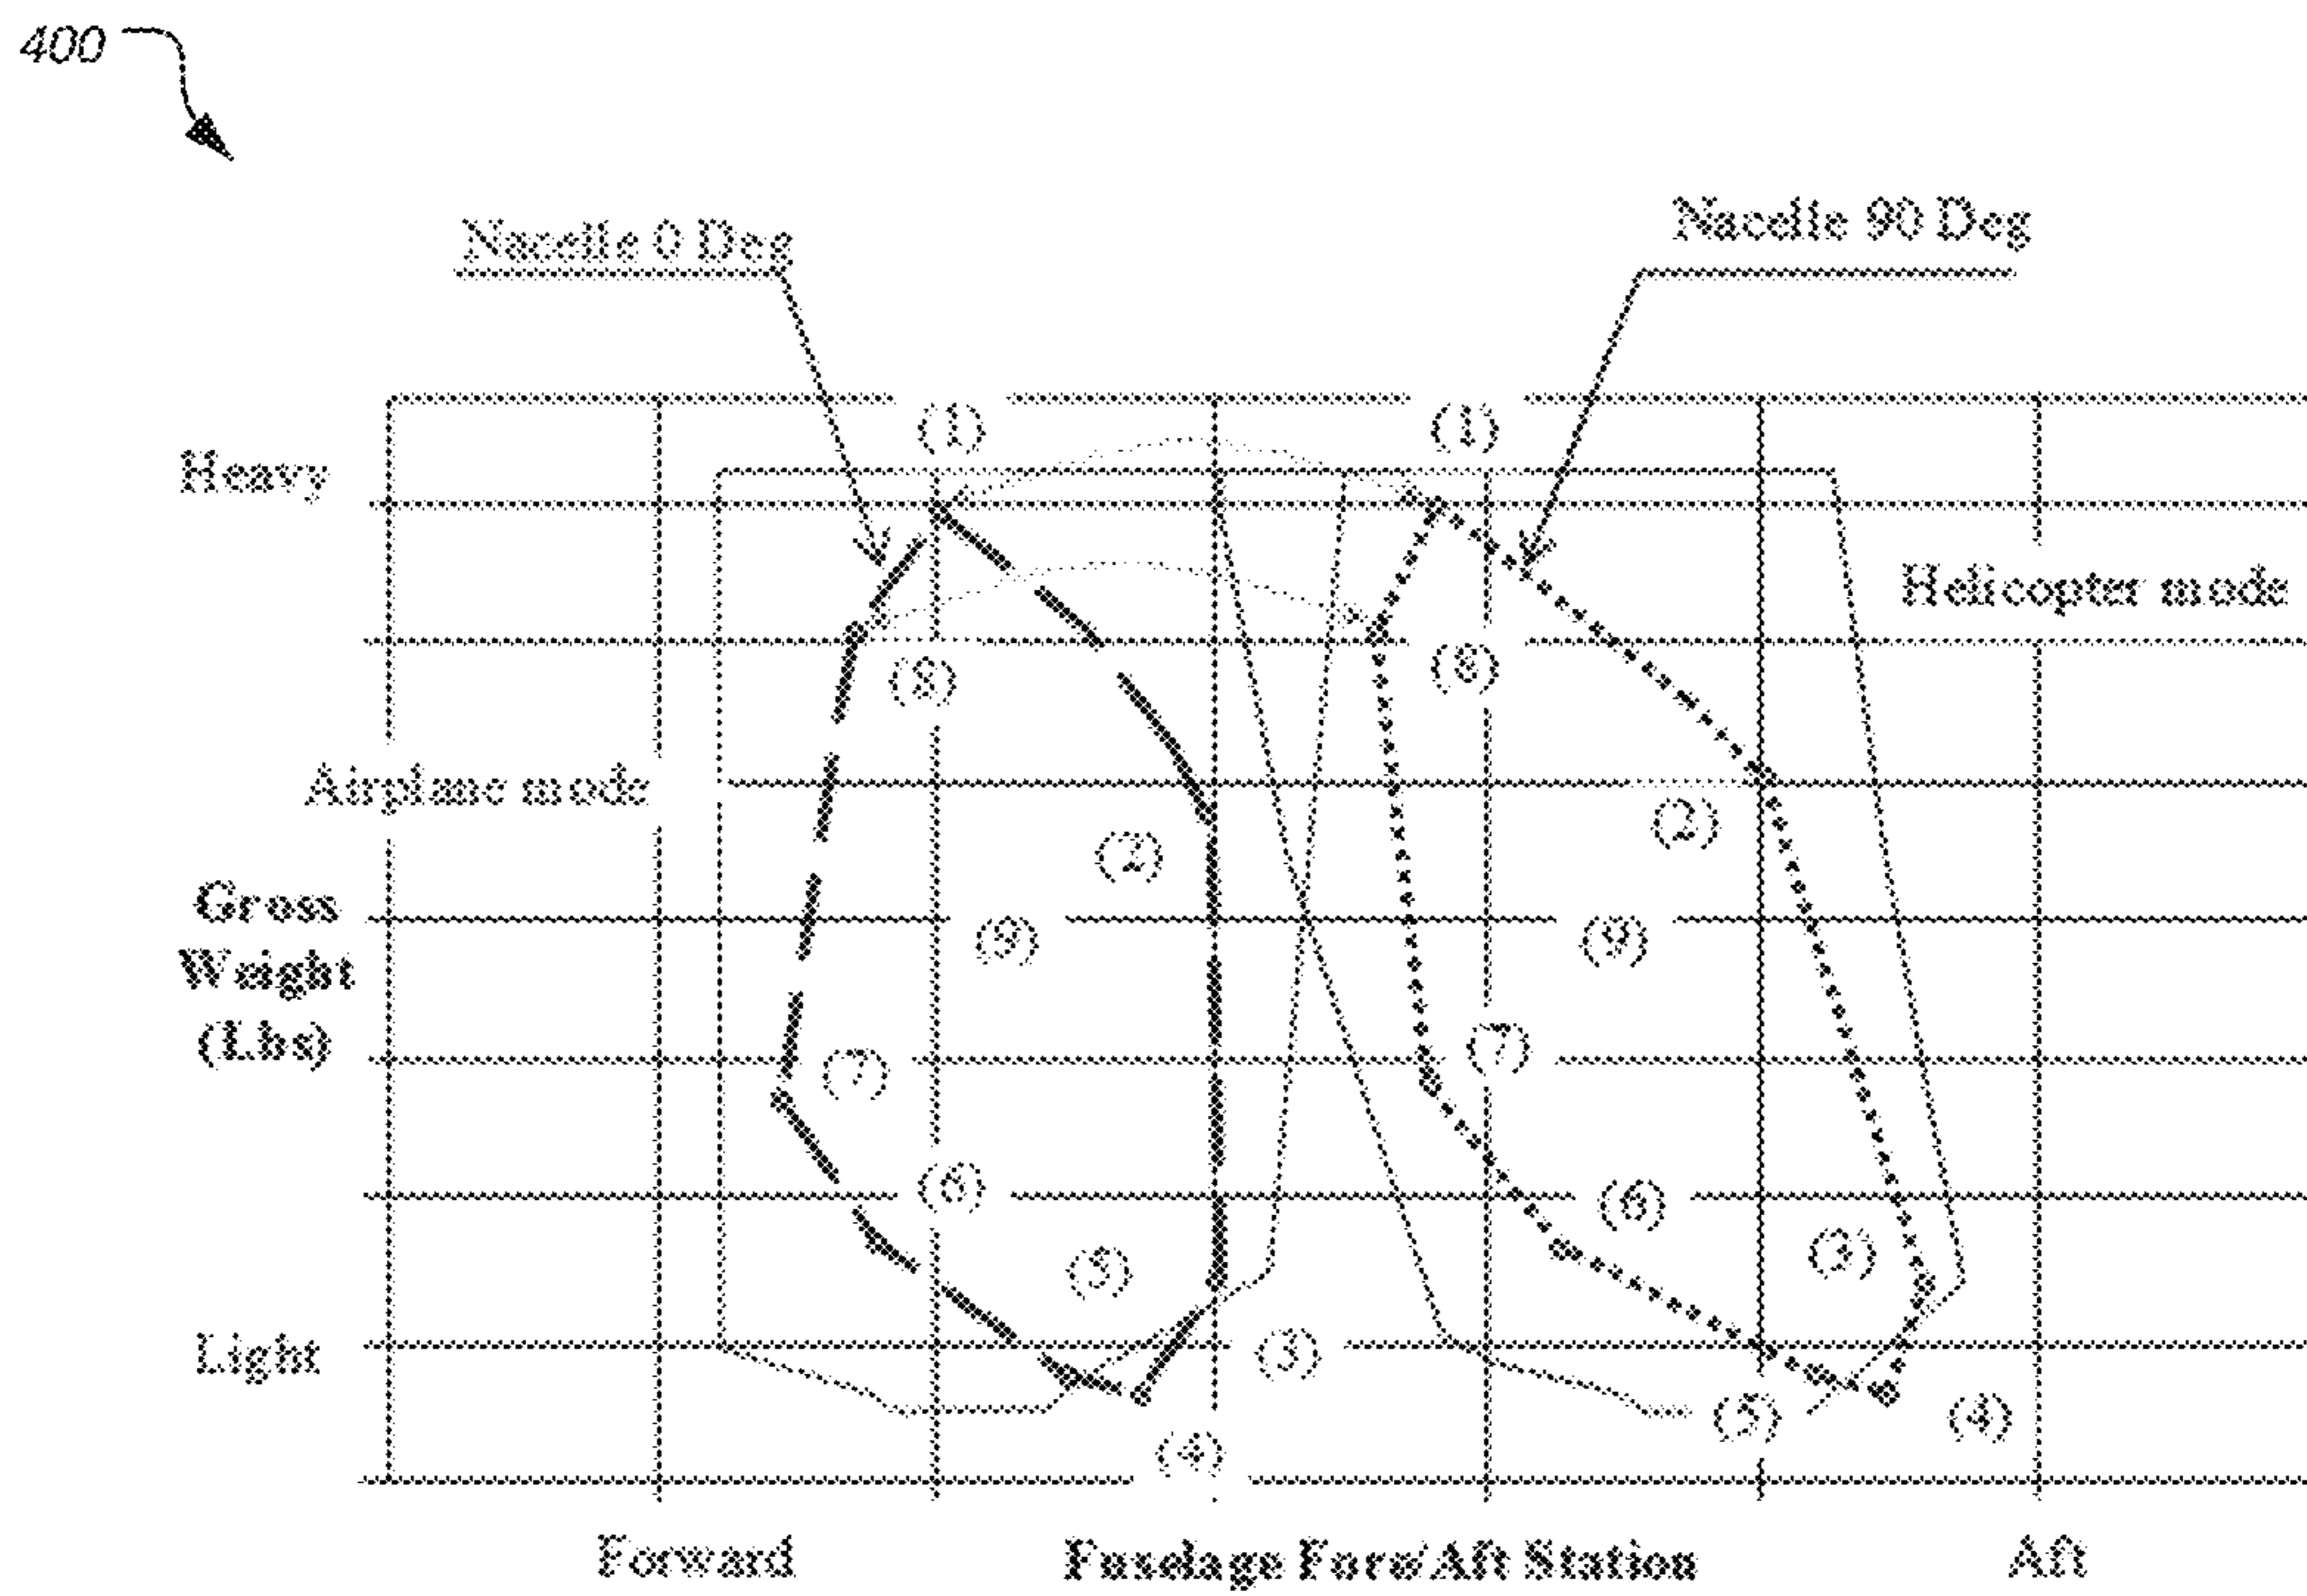 400
Nacelle 0 Deg
Nacelle 90 Deg
(1)
(1)
Heavy
Helicopter mode
(8)
(8)
Airplane mode
(2)
(2)
Gross
Weight
(Lbs)
(9)
(9)
(7)
(7)
(6)
(6)
(5)
(3)
Light
(3)
(4)
(5)
(4)
Forward
Fuselage Fore/Aft Station
Aft